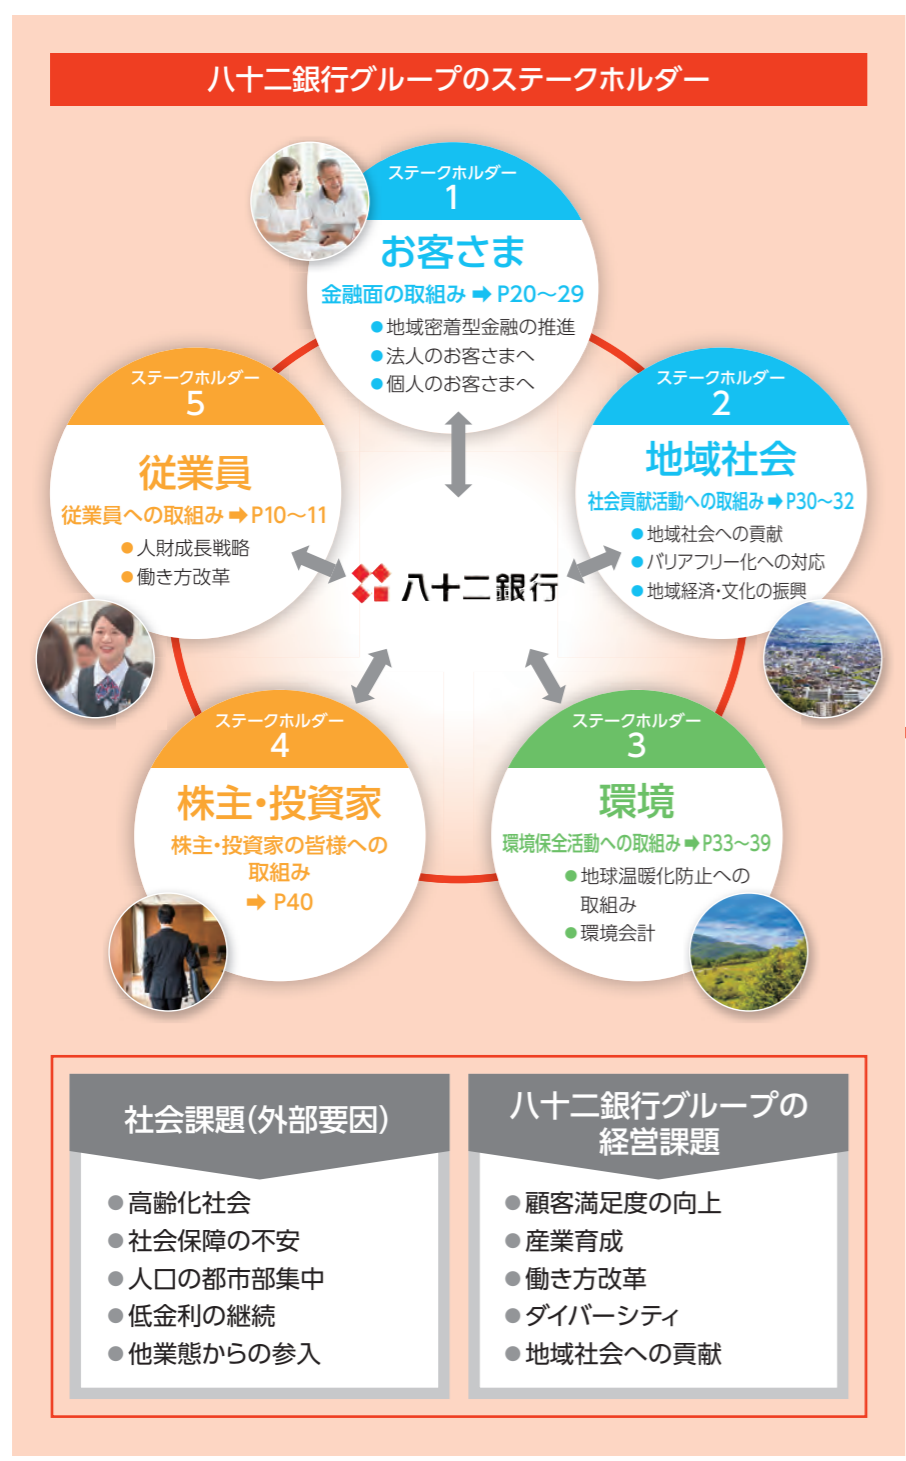 八十二銀行グループのステークホルダー
ステークホルダー
1
お客さま
金融面の取組み ➡ P20～29
●地域密着型金融の推進
●法人のお客さまへ
●個人のお客さまへ
ステークホルダー
2
地域社会
社会貢献活動への取組み ➡ P30～32
●地域社会への貢献
●バリアフリー化への対応
●地域経済・文化の振興
ステークホルダー
3
環境
環境保全活動への取組み ➡ P33～39
●地球温暖化防止への
取組み
●環境会計
ステークホルダー
4
株主・投資家
株主・投資家の皆様への
取組み
➡ P40
ステークホルダー
5
従業員
従業員への取組み ➡ P10～11
●人財成長戦略
●働き方改革
八十二銀行
社会課題（外部要因）
●高齢化社会
●社会保障の不安
●人口の都市部集中
●低金利の継続
●他業態からの参入
八十二銀行グループの
経営課題
●顧客満足度の向上
●産業育成
●働き方改革
●ダイバーシティ
●地域社会への貢献